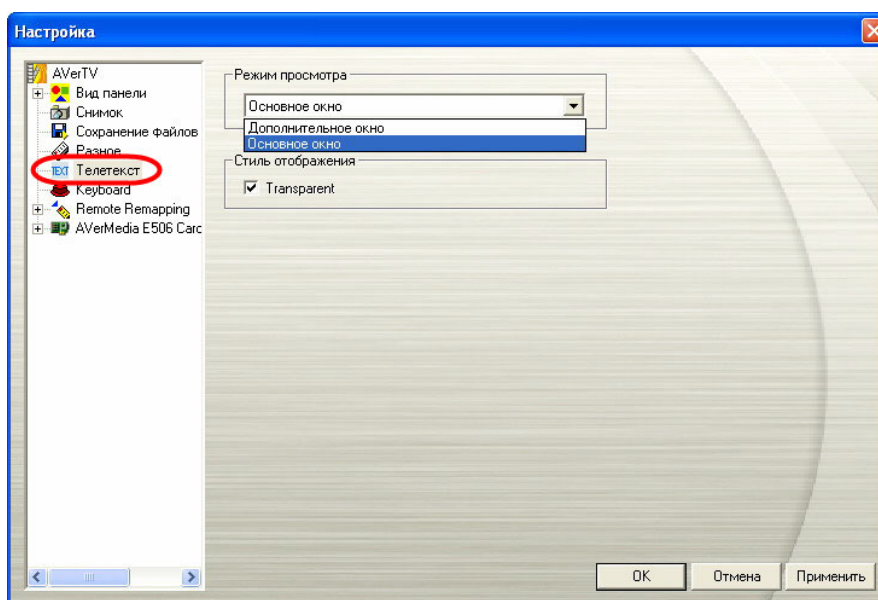 Настройка
AVerTV
Вид панели
Снимок
Сохранение файлов
Разное
TEXT Телетекст
Keyboard
Remote Remapping
AVerMedia E506 Carc
Режим просмотра
Основное окно
Дополнительное окно
Основное окно
Стиль отображения
Transparent
OK
Отмена
Применить